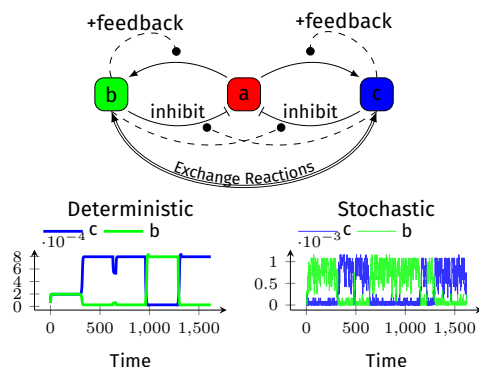 +feedback +feedback
b a c
inhibit inhibit
Exchange Reactions
Deterministic Stochastic
c b c b
·10⁻⁴ ·10⁻³
8
6
4
2
0
0 500 1,000 1,500
Time
1
0.5
0
0 500 1,000 1,500
Time